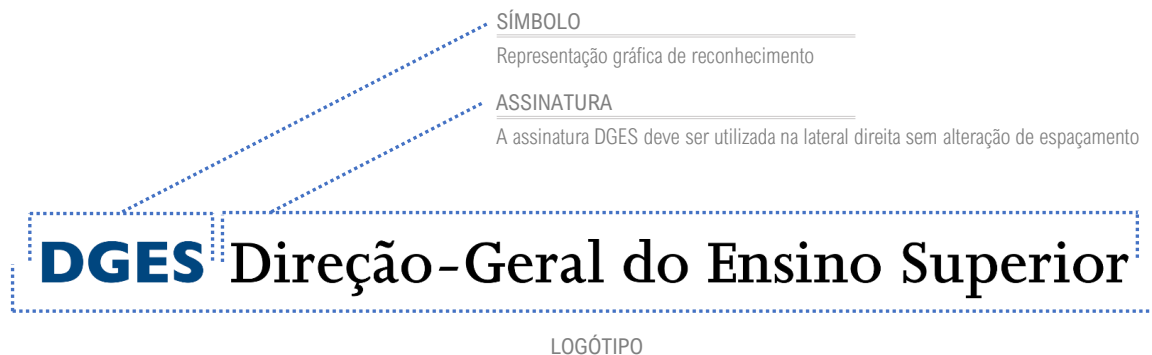 SÍMBOLO
Representação gráfica de reconhecimento
ASSINATURA
A assinatura DGES deve ser utilizada na lateral direita sem alteração de espaçamento
DGES Direção-Geral do Ensino Superior
LOGÓTIPO